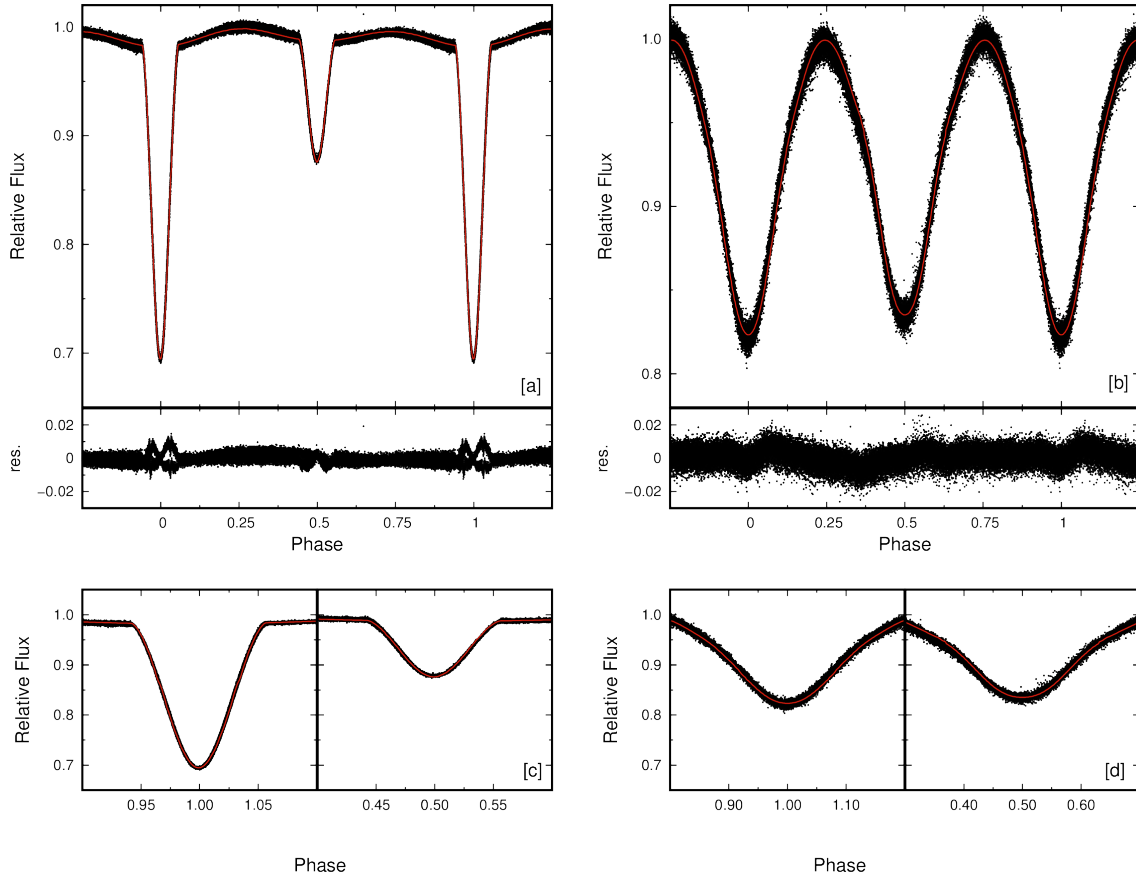 1.0
0.9
0.8
0.7
Relative Flux
[a]
0.02
0
−0.02
res.
0 0.25 0.5 0.75 1
Phase
1.0
0.9
0.8
Relative Flux
[b]
0.02
0
−0.02
res.
0 0.25 0.5 0.75 1
Phase
1.0
0.9
0.8
0.7
Relative Flux
[c]
0.95 1.00 1.05 0.45 0.50 0.55
Phase
1.0
0.9
0.8
0.7
Relative Flux
[d]
0.90 1.00 1.10 0.40 0.50 0.60
Phase